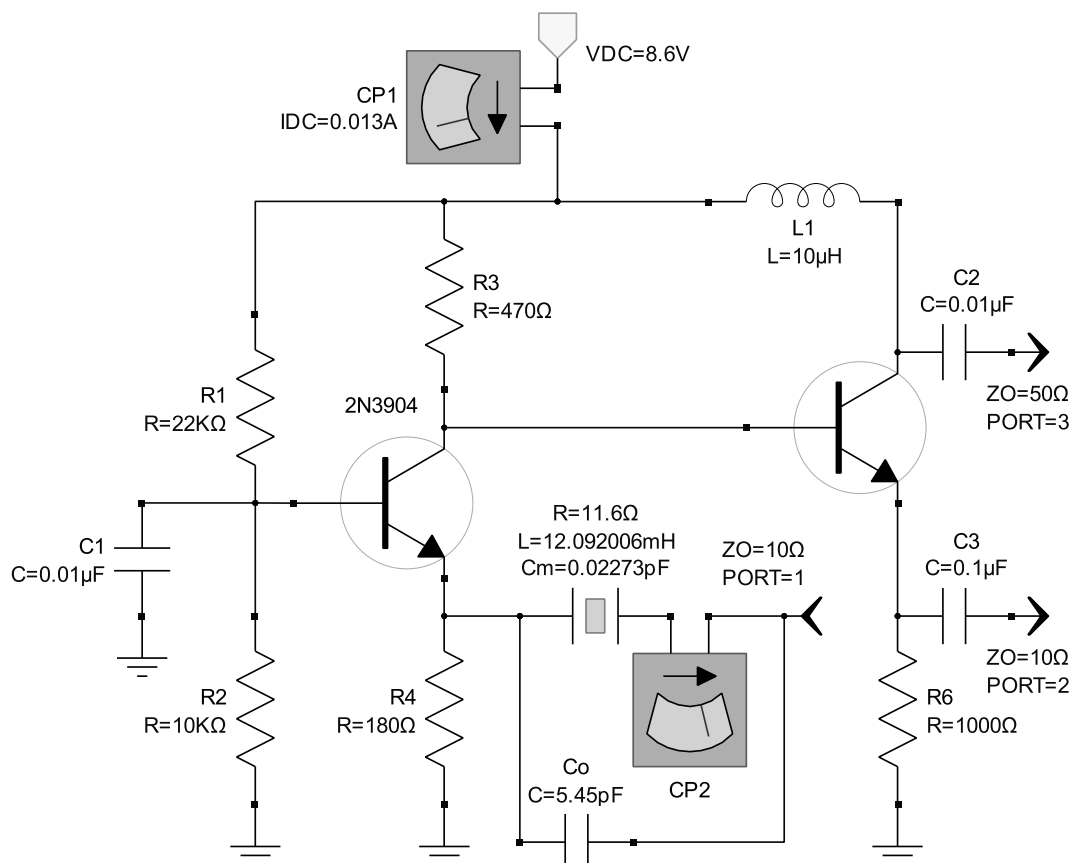 VDC=8.6V
CP1
IDC=0.013A
L1
L=10µH
R3
R=470Ω
C2
C=0.01µF
ZO=50Ω
PORT=3
R1
R=22KΩ
2N3904
C1
C=0.01µF
R=11.6Ω
L=12.092006mH
Cm=0.02273pF
ZO=10Ω
PORT=1
C3
C=0.1µF
ZO=10Ω
PORT=2
R2
R=10KΩ
R4
R=180Ω
R6
R=1000Ω
Co
C=5.45pF
CP2